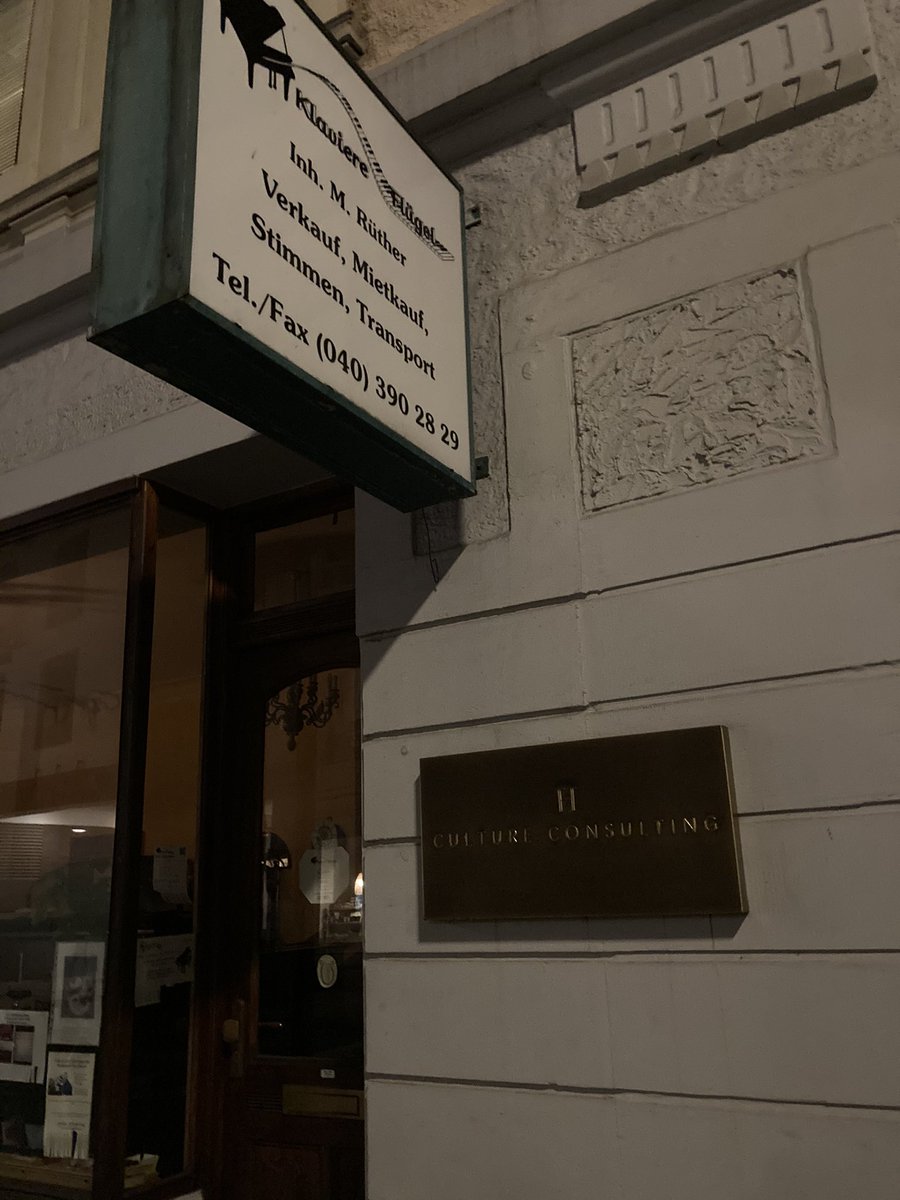 Klaviere
Flügel
Inh. M. Rüther
Verkauf, Mietkauf,
Stimmen, Transport
Tel./Fax (040) 390 28 29
H
CULTURE CONSULTING